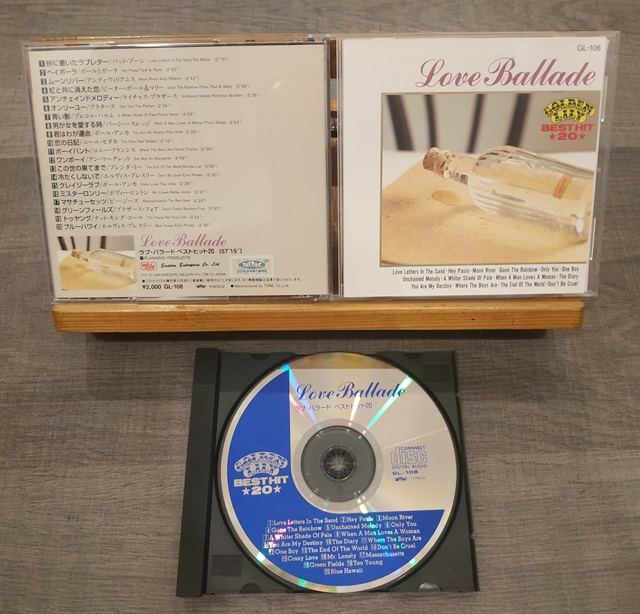 1 砂に書いたラブレター/パット・ブーン
2 ヘイポーラ/ポールとポーラ
3 ムーンリバー/アンディ・ウィリアムス
4 虹と共に消えた恋/ピーター・ポール&マリー
5 アンチェインドメロディー/ライチャス・ブラザース
6 オンリーユー/プラターズ
7 青い影/プロコル・ハルム
8 男が女を愛する時/パーシー・スレッジ
9 君はわが運命/ポール・アンカ
10 恋の日記/ニール・セダカ
11 ボーイハント/コニー・フランシス
12 ワンボーイ/アン・マーグレット
13 この世の果てまで/ブレンダ・リー
14 冷たくしないで/エルヴィス・プレスリー
15 クレイジーラブ/ポール・アンカ
16 ミスターロンリー/ボヴィー・ビントン
17 マサチューセッツ/ビー・ジーズ
18 グリーンフィールズ/ブラザース・フォア
19 トゥヤング/ナットキング・コール
20 ブルーハワイ/エルヴィス・プレスリー
Love Ballade
ラブ・バラード ベストヒット20 [57'15"]
■PLANNING PRODUCTS
Eastern Enterprise Co., Ltd.
¥2,000 GL-108
●Manufactured by TONE Co., Ltd.
GL-108
Love Ballade
BEST HIT
★20★
Love Letters In The Sand · Hey Paula · Moon River · Gone The Rainbow · Only You · One Boy
Unchained Melody · A Whiter Shade Of Pale · When A Man Loves A Woman · The Diary
You Are My Destiny · Where The Boys Are · The End Of The World · Don't Be Cruel
Love Ballade
ラブ・バラード ベストヒット20
BEST HIT
★20★
COMPACT
disc
DIGITAL AUDIO
GL-108
1 Love Letters In The Sand 2 Hey Paula 3 Moon River
4 Gone The Rainbow 5 Unchained Melody 6 Only You
7 A Whiter Shade Of Pale 8 When A Man Loves A Woman
9 You Are My Destiny 10 The Diary 11 Where The Boys Are
12 One Boy 13 The End Of The World 14 Don't Be Cruel
15 Crazy Love 16 Mr. Lonely 17 Massachusetts
18 Green Fields 19 Too Young
20 Blue Hawaii